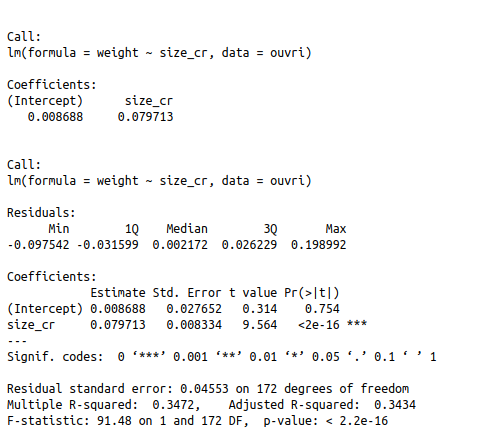 Call:
lm(formula = weight ~ size_cr, data = ouvri)
Coefficients:
(Intercept)      size_cr
   0.008688     0.079713
Call:
lm(formula = weight ~ size_cr, data = ouvri)
Residuals:
      Min        1Q    Median        3Q       Max
-0.097542 -0.031599  0.002172  0.026229  0.198992
Coefficients:
            Estimate Std. Error t value Pr(>|t|)
(Intercept) 0.008688   0.027652   0.314    0.754
size_cr     0.079713   0.008334   9.564   <2e-16 ***
---
Signif. codes:  0 ‘***’ 0.001 ‘**’ 0.01 ‘*’ 0.05 ‘.’ 0.1 ‘ ’ 1
Residual standard error: 0.04553 on 172 degrees of freedom
Multiple R-squared:  0.3472,    Adjusted R-squared:  0.3434
F-statistic: 91.48 on 1 and 172 DF,  p-value: < 2.2e-16